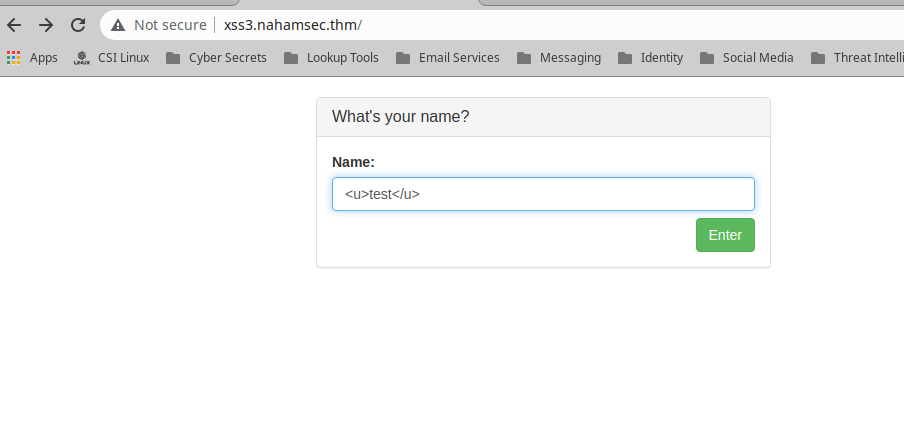 Not secure | xss3.nahamsec.thm/
Apps CSI Linux Cyber Secrets Lookup Tools Email Services Messaging Identity Social Media Threat Intelli
What's your name?
Name:
<u>test</u>
Enter